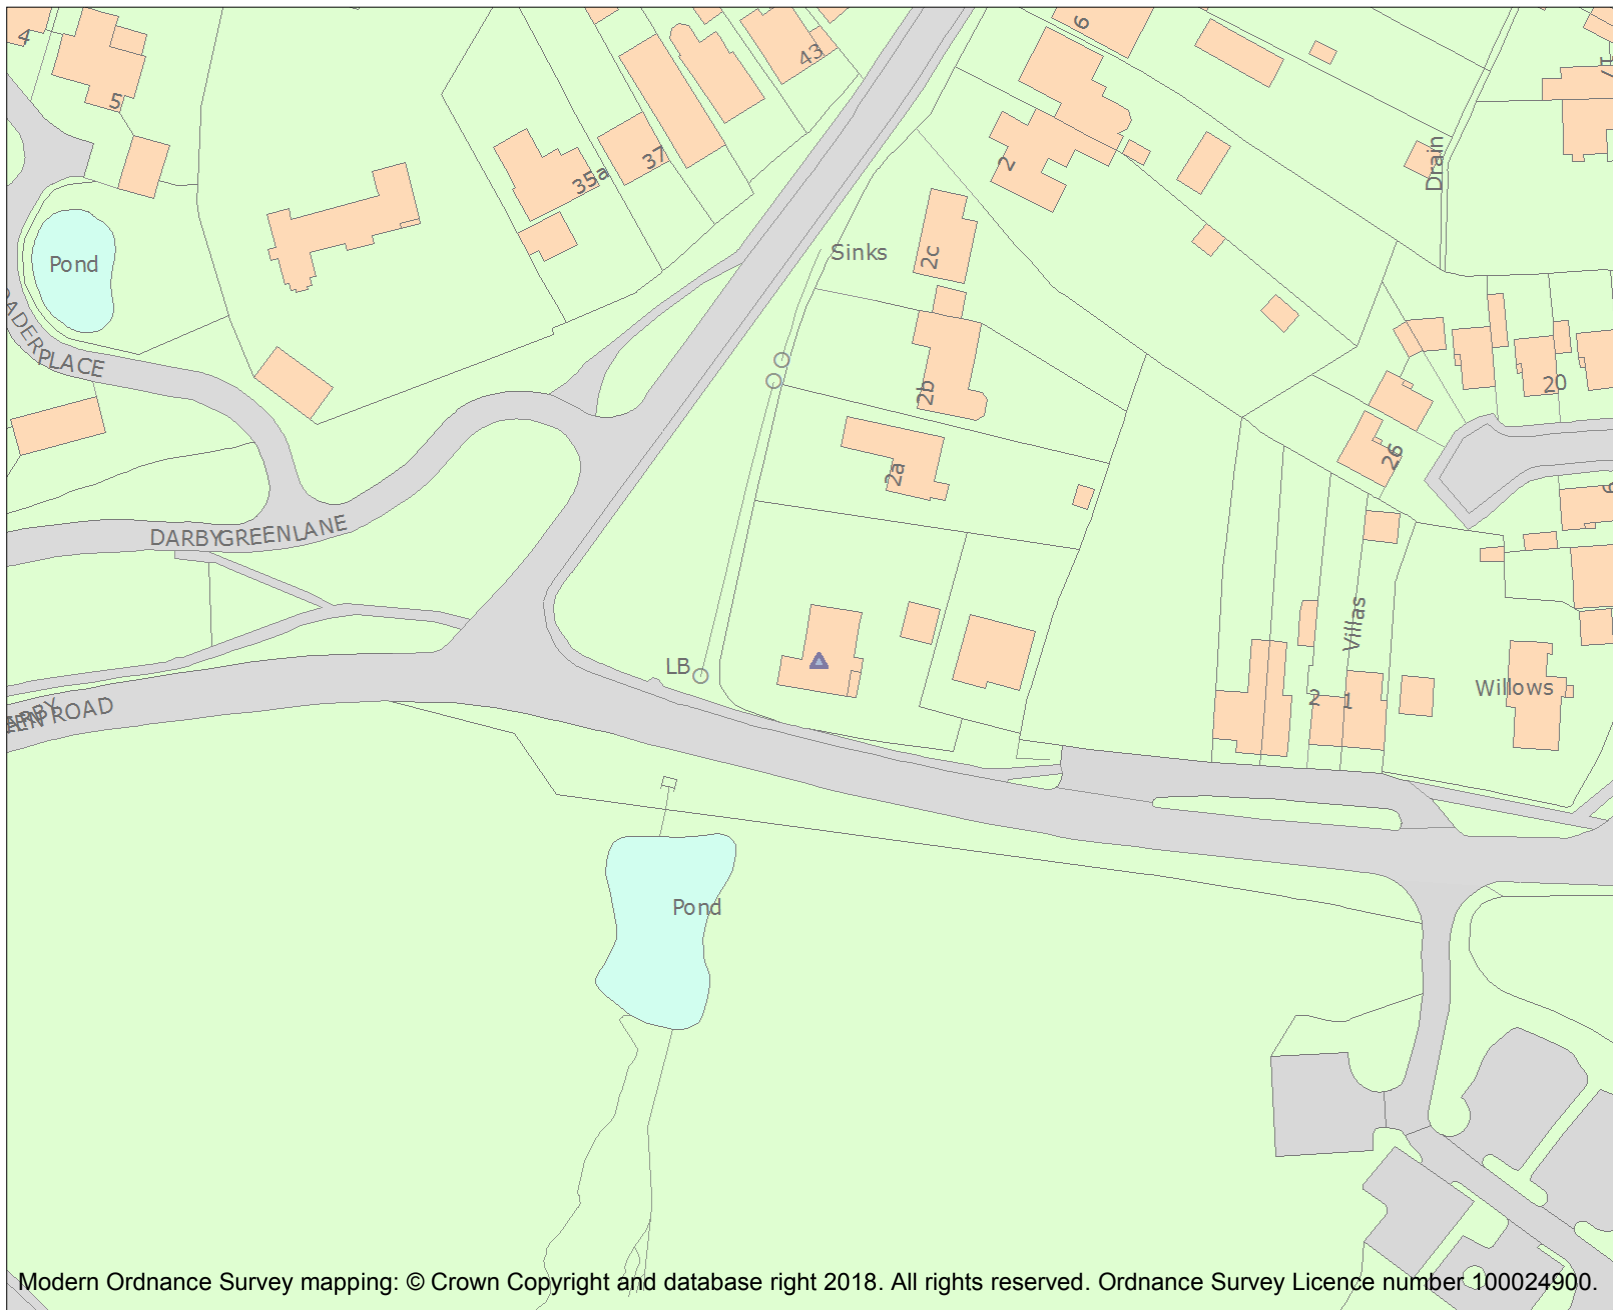 4
5
43
6
37
35a
2
Drain
17
Pond
2c
Sinks
PLACE
2b
20
2a
26
DARBYGREENLANE
Villas
LB
2
1
Willows
ROAD
Pond
Modern Ordnance Survey mapping: © Crown Copyright and database right 2018. All rights reserved. Ordnance Survey Licence number 100024900.